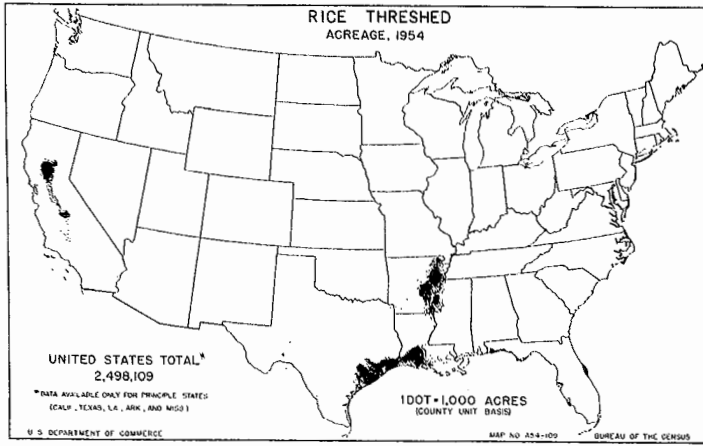 RICE THRESHED
ACREAGE, 1954
UNITED STATES TOTAL*
2,498,109
*DATA AVAILABLE ONLY FOR PRINCIPLE STATES
(CALIF., TEXAS, LA., ARK., AND MISS.)
1 DOT = 1,000 ACRES
(COUNTY UNIT BASIS)
U.S. DEPARTMENT OF COMMERCE
MAP NO. A54-109
BUREAU OF THE CENSUS